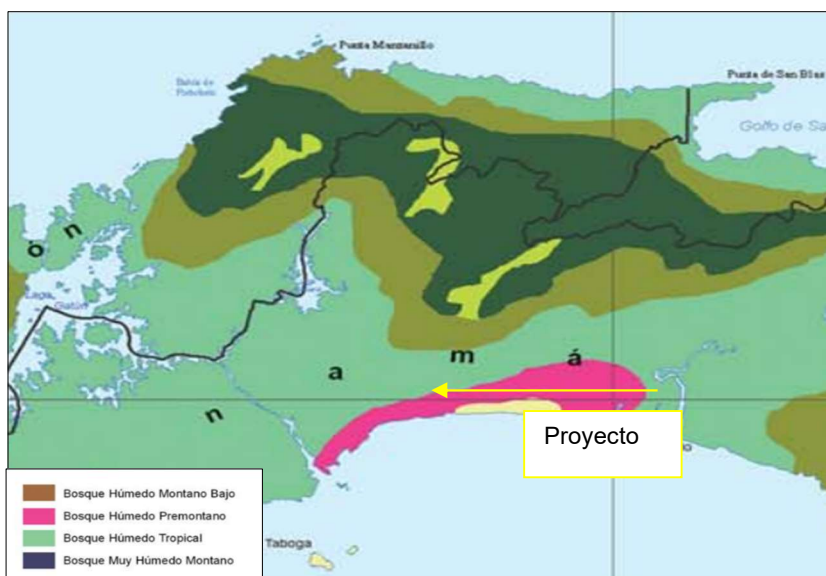 Punta Manzanillo
Bahía de
Portobelo
Punta de San Blas
Golfo de Sa
ó n
Lago
Gatún
n a m á
Proyecto
o
Taboga
Bosque Húmedo Montano Bajo
Bosque Húmedo Premontano
Bosque Húmedo Tropical
Bosque Muy Húmedo Montano